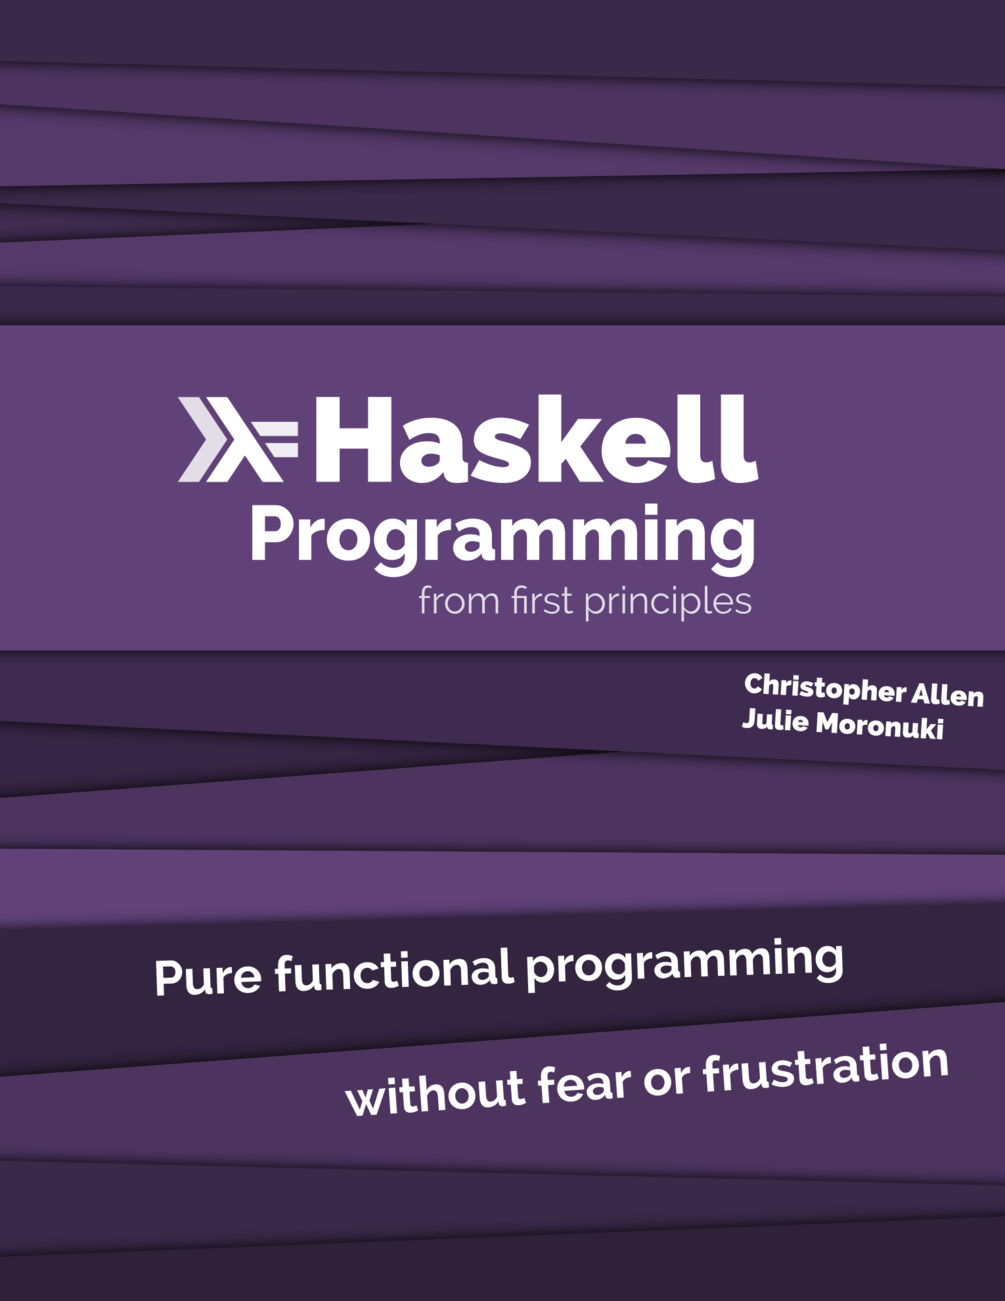 Haskell
Programming
from first principles
Christopher Allen
Julie Moronuki
Pure functional programming
without fear or frustration